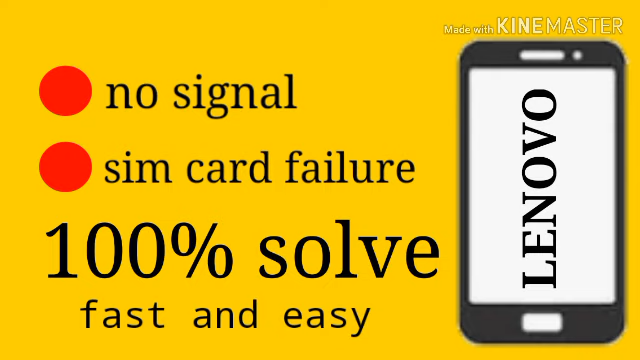 Made with KINEMASTER
no signal
sim card failure
100% solve
fast and easy
LENOVO